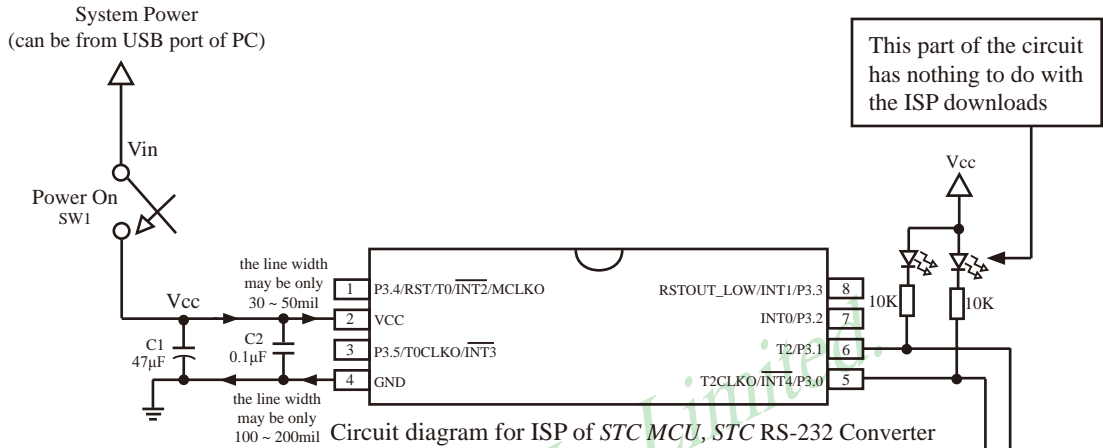 System Power
(can be from USB port of PC)
This part of the circuit
has nothing to do with
the ISP downloads
Vin
Vcc
Power On
SW1
the line width
may be only
30 ~ 50mil
1 P3.4/RST/T0/INT2/MCLKO
RSTOUT_LOW/INT1/P3.3 8
10K
10K
Vcc
2 VCC
INT0/P3.2 7
C1
47μF
C2
0.1μF
3 P3.5/T0CLKO/INT3
T2/P3.1 6
4 GND
T2CLKO/INT4/P3.0 5
the line width
may be only
100 ~ 200mil
Circuit diagram for ISP of STC MCU, STC RS-232 Converter
Limited.